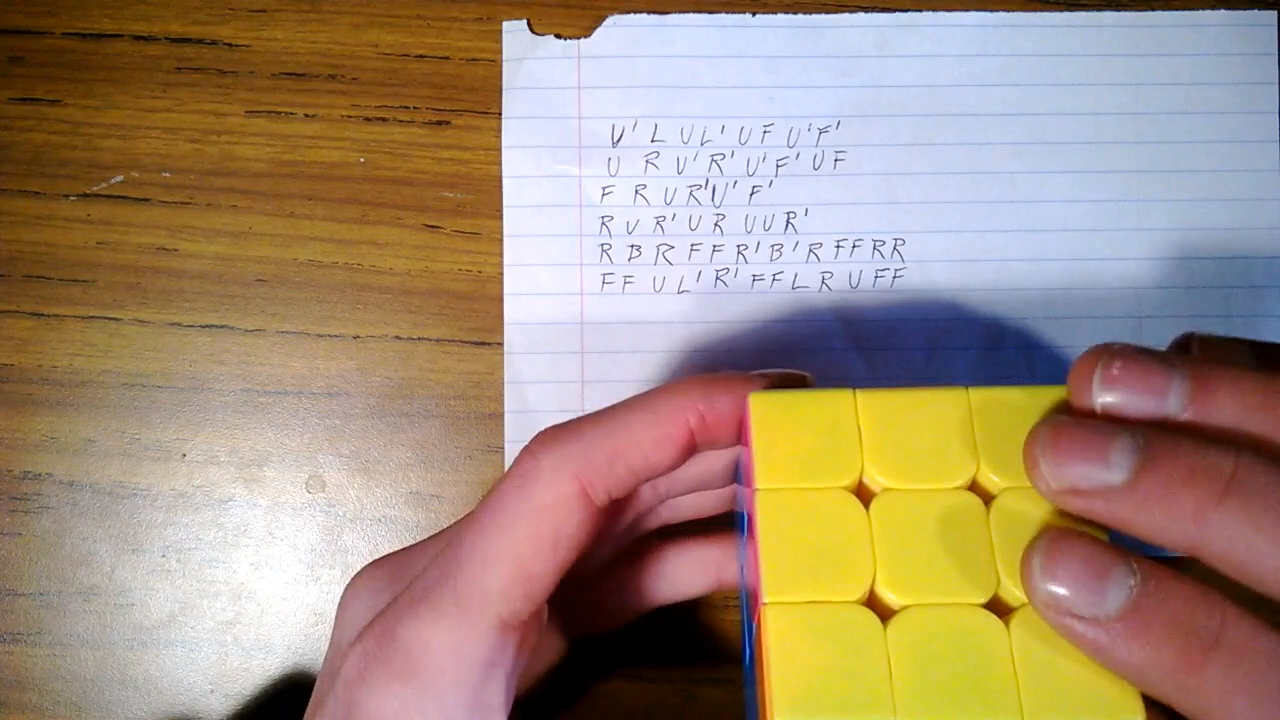 U' L U L' U F U' F'
U R U' R' U' F' U F
F R U R' U' F'
R U R' U R U U R'
R B R F F R' B' R F F R R
F F U L' R' F F L R U F F